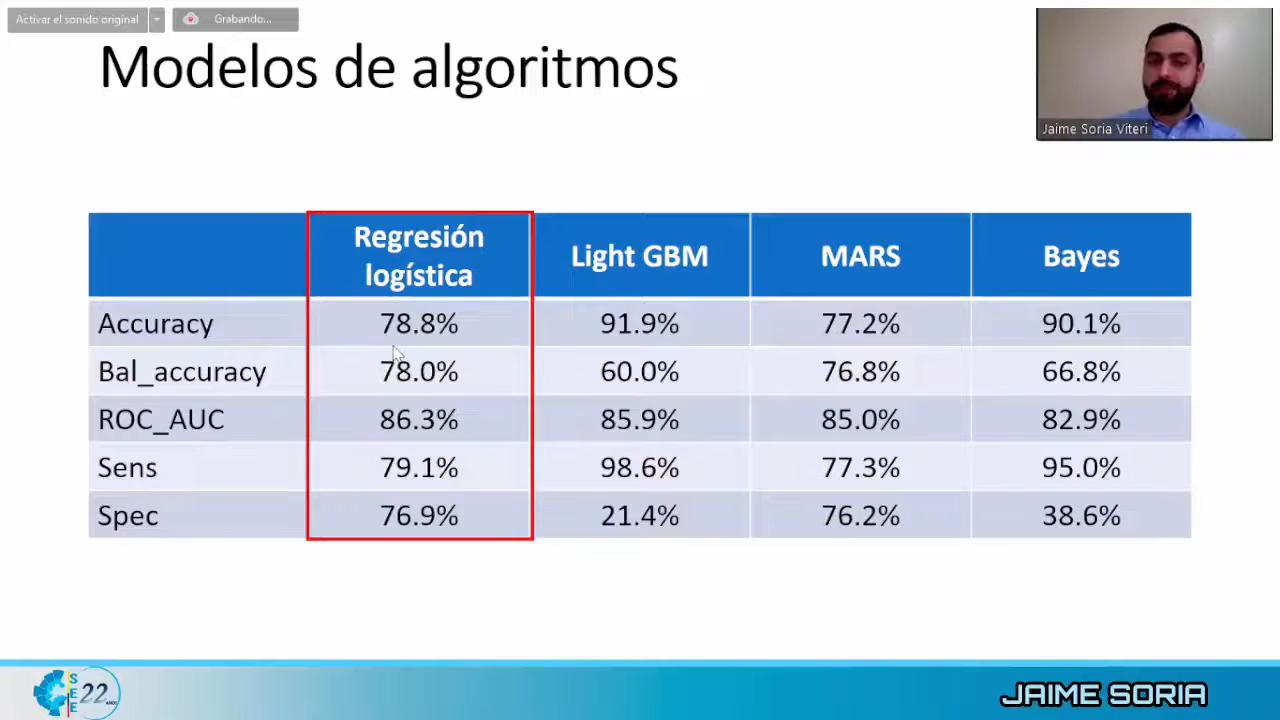 Activar el sonido original
Grabando...
Modelos de algoritmos
Jaime Soria Viteri
Regresión logística Light GBM MARS Bayes
Accuracy 78.8% 91.9% 77.2% 90.1%
Bal_accuracy 78.0% 60.0% 76.8% 66.8%
ROC_AUC 86.3% 85.9% 85.0% 82.9%
Sens 79.1% 98.6% 77.3% 95.0%
Spec 76.9% 21.4% 76.2% 38.6%
SEE 22 AÑOS
JAIME SORIA